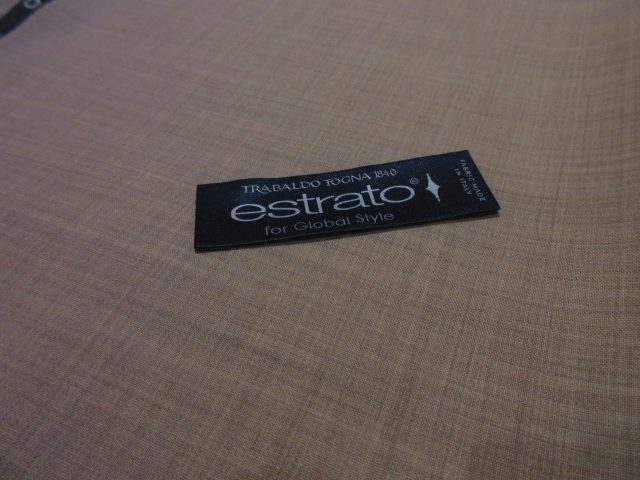 TRABALDO TOGNA 1840
estrato®
for Global Style
FABRIC MADE
IN ITALY